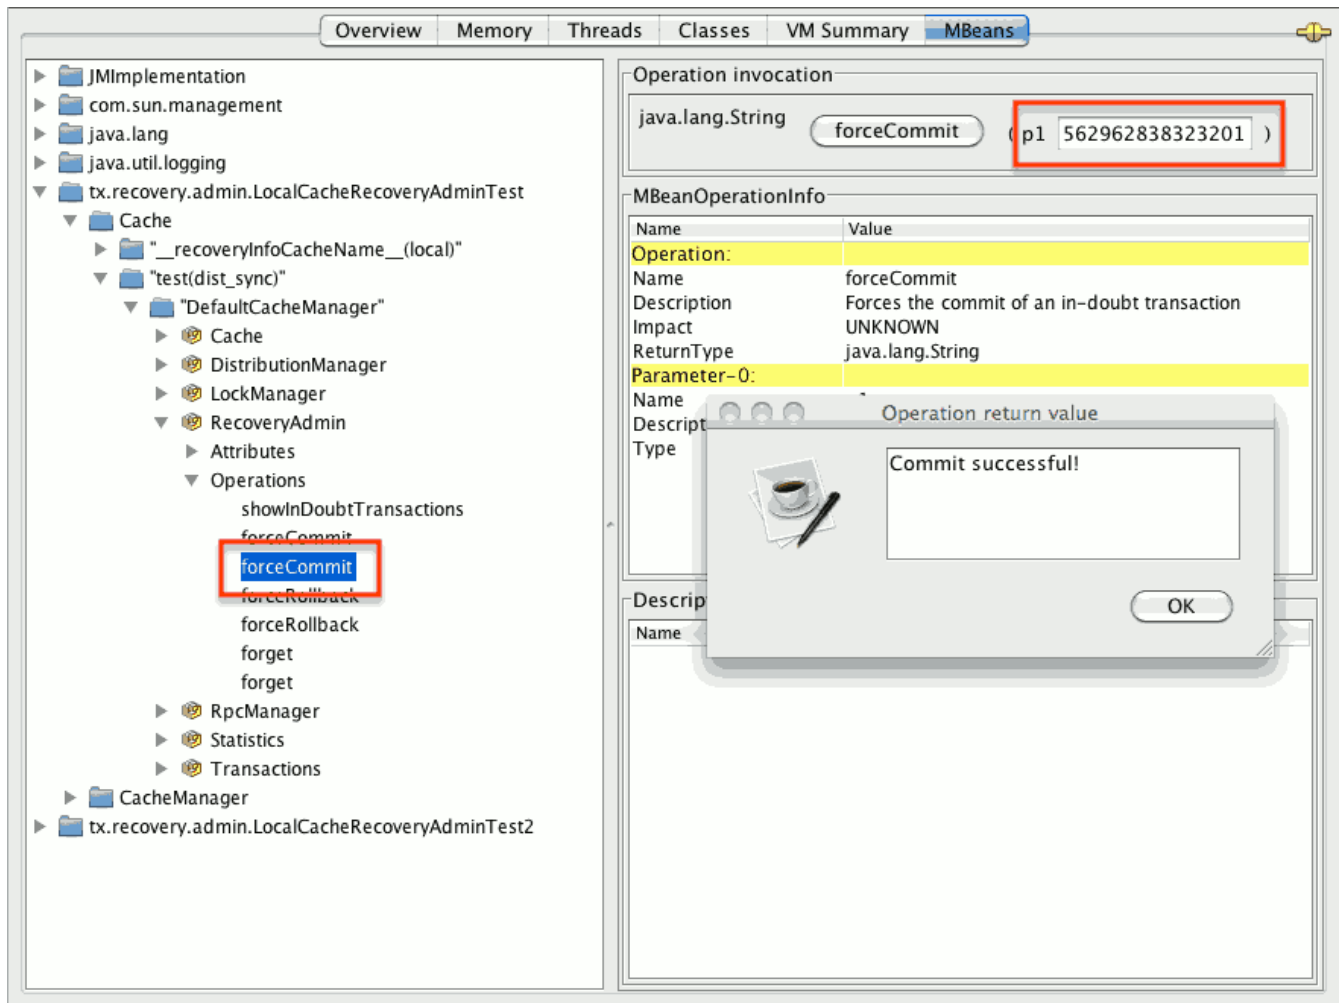 Overview Memory Threads Classes VM Summary MBeans
JMImplementation
com.sun.management
java.lang
java.util.logging
tx.recovery.admin.LocalCacheRecoveryAdminTest
Cache
"__recoveryInfoCacheName__(local)"
"test(dist_sync)"
"DefaultCacheManager"
Cache
DistributionManager
LockManager
RecoveryAdmin
Attributes
Operations
showInDoubtTransactions
forceCommit
forceCommit
forceRollback
forceRollback
forget
forget
RpcManager
Statistics
Transactions
CacheManager
tx.recovery.admin.LocalCacheRecoveryAdminTest2
Operation invocation
java.lang.String forceCommit ( p1 562962838323201 )
MBeanOperationInfo
Name Value
Operation:
Name forceCommit
Description Forces the commit of an in-doubt transaction
Impact UNKNOWN
ReturnType java.lang.String
Parameter-0:
Name
Descript
Type
Operation return value
Commit successful!
OK
Descrip
Name